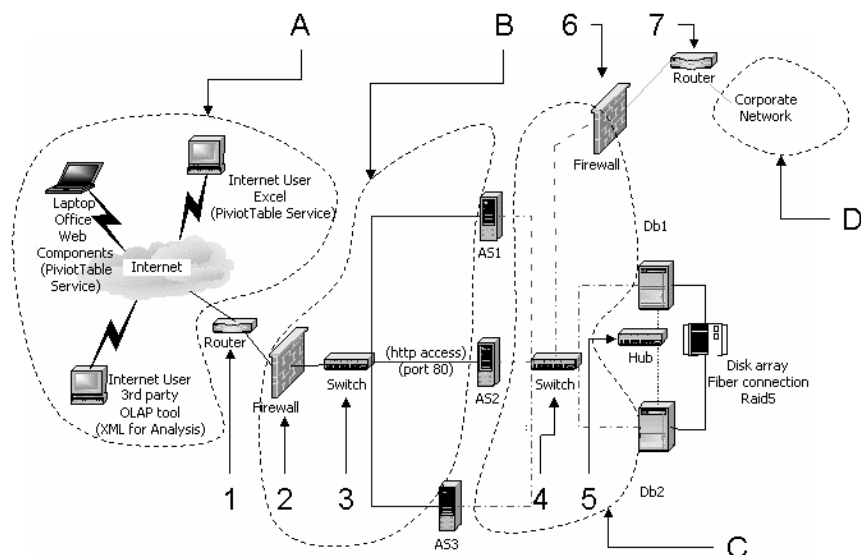 A
B
6
7
Router
Corporate
Network
Firewall
D
Internet User
Excel
(PiviotTable Service)
Laptop
Office
Web
Components
(PiviotTable
Service)
Internet
AS1
Db1
Router
(http access)
(port 80)
Switch
AS2
Switch
Hub
Disk array
Fiber connection
Raid5
Internet User
3rd party
OLAP tool
(XML for Analysis)
Firewall
1
2
3
4
5
AS3
Db2
C